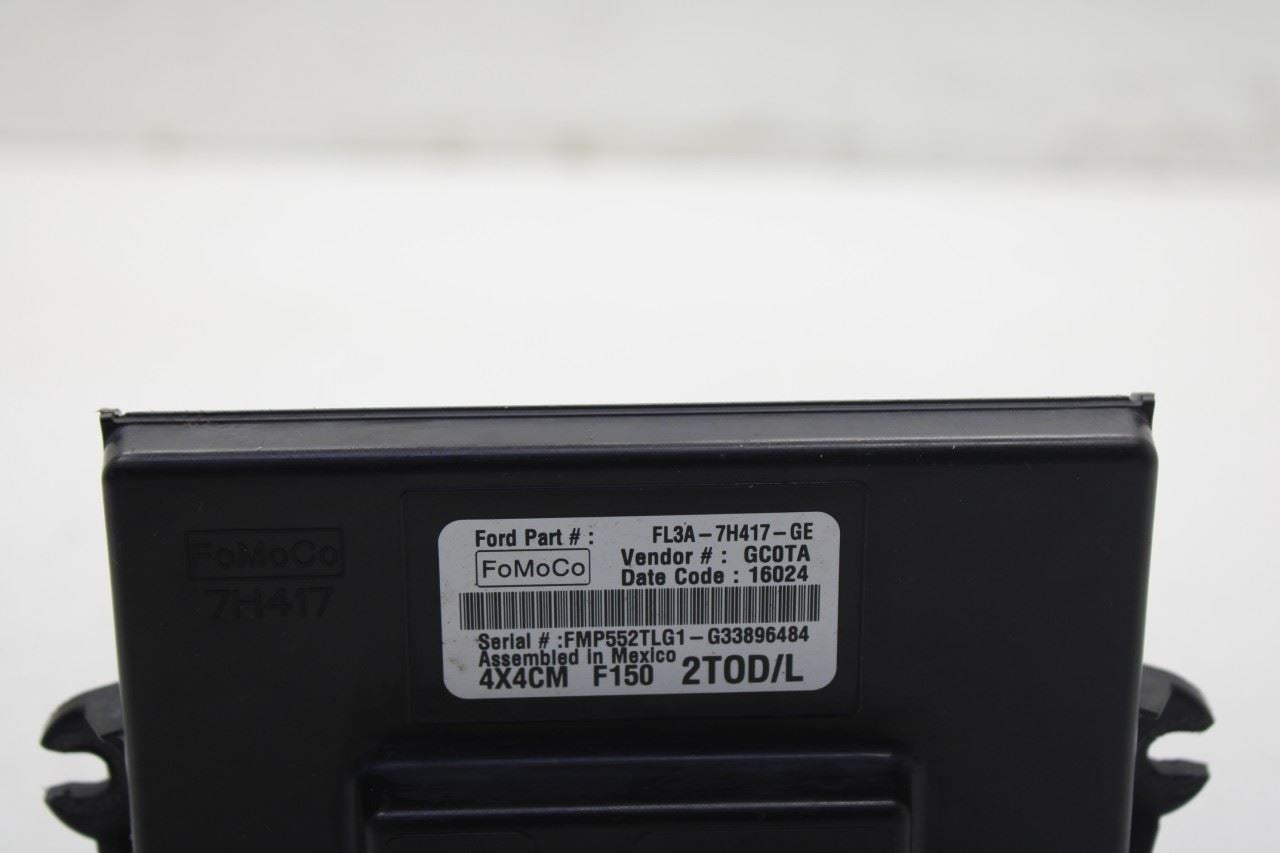 FoMoCo
7H417
Ford Part # : FL3A-7H417-GE
FoMoCo
Vendor # : GC0TA
Date Code : 16024
Serial # :FMP552TLG1-G33896484
Assembled in Mexico
4X4CM F150 2TOD/L